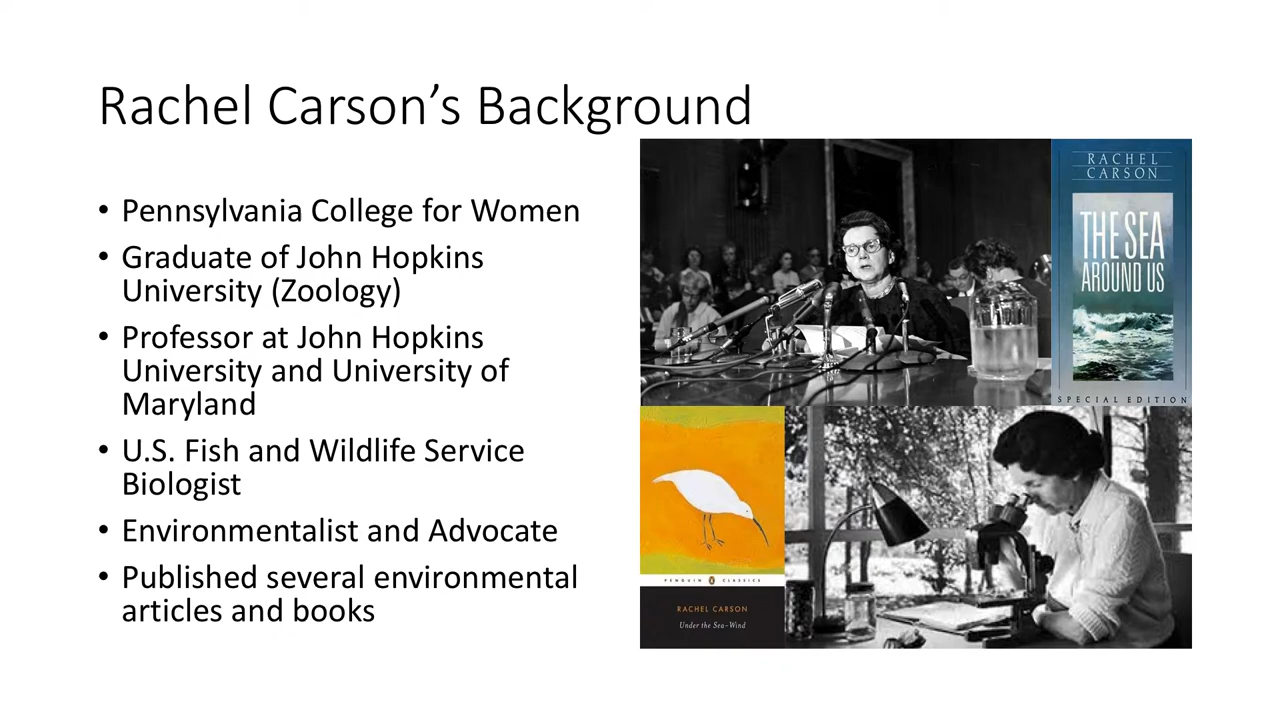 Rachel Carson’s Background
• Pennsylvania College for Women
• Graduate of John Hopkins
University (Zoology)
• Professor at John Hopkins
University and University of
Maryland
• U.S. Fish and Wildlife Service
Biologist
• Environmentalist and Advocate
• Published several environmental
articles and books
RACHEL
CARSON
THE SEA
AROUND US
SPECIAL EDITION
PENGUIN CLASSICS
RACHEL CARSON
Under the Sea-Wind